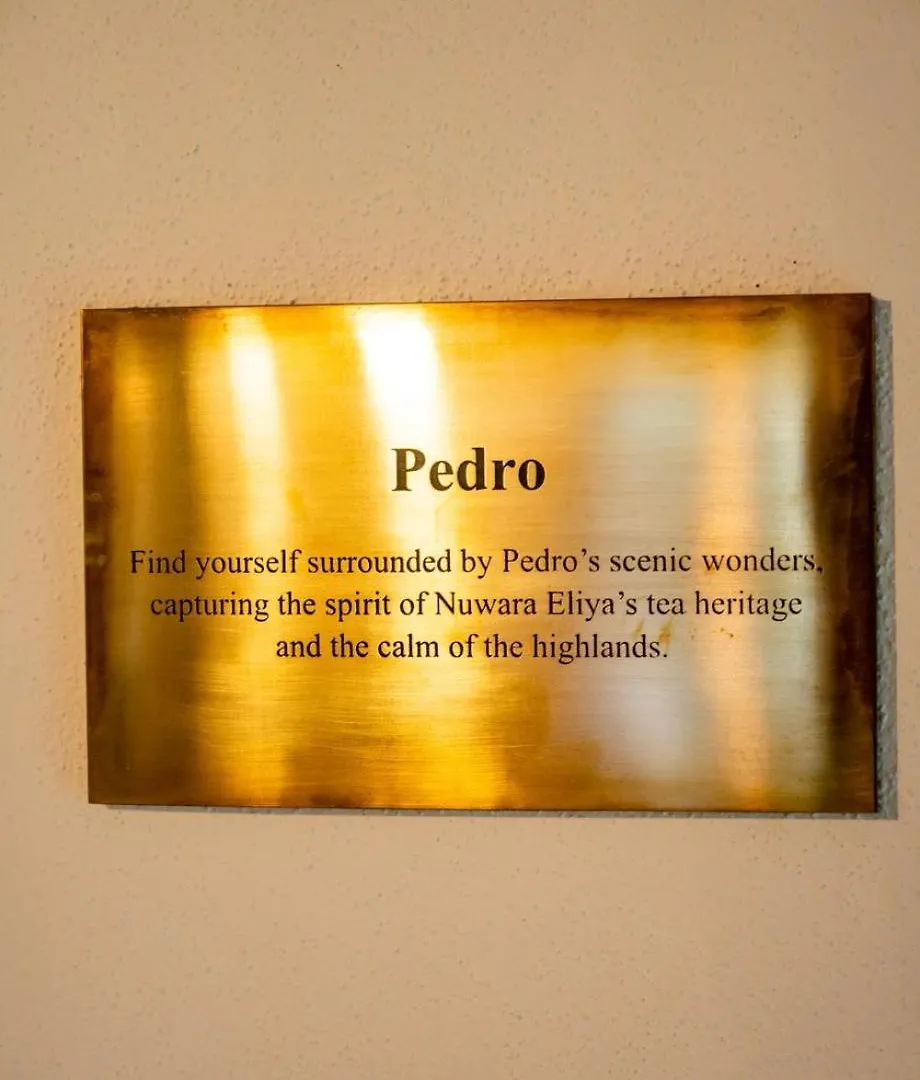 Pedro
Find yourself surrounded by Pedro’s scenic wonders,
capturing the spirit of Nuwara Eliya’s tea heritage
and the calm of the highlands.